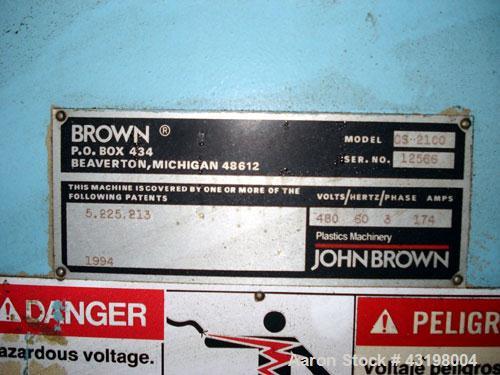 BROWN ®
P.O. BOX 434
BEAVERTON, MICHIGAN 48612
MODEL CS-2100
SER. NO. 12566
THIS MACHINE IS COVERED BY ONE OR MORE OF THE
FOLLOWING PATENTS
5,225,213
1994
VOLTS/HERTZ/PHASE AMPS
480 60 3 174
Plastics Machinery
JOHN BROWN
DANGER
azardous voltage.
PELIGR
Voltaje peligros
Aaron Stock # 43198004